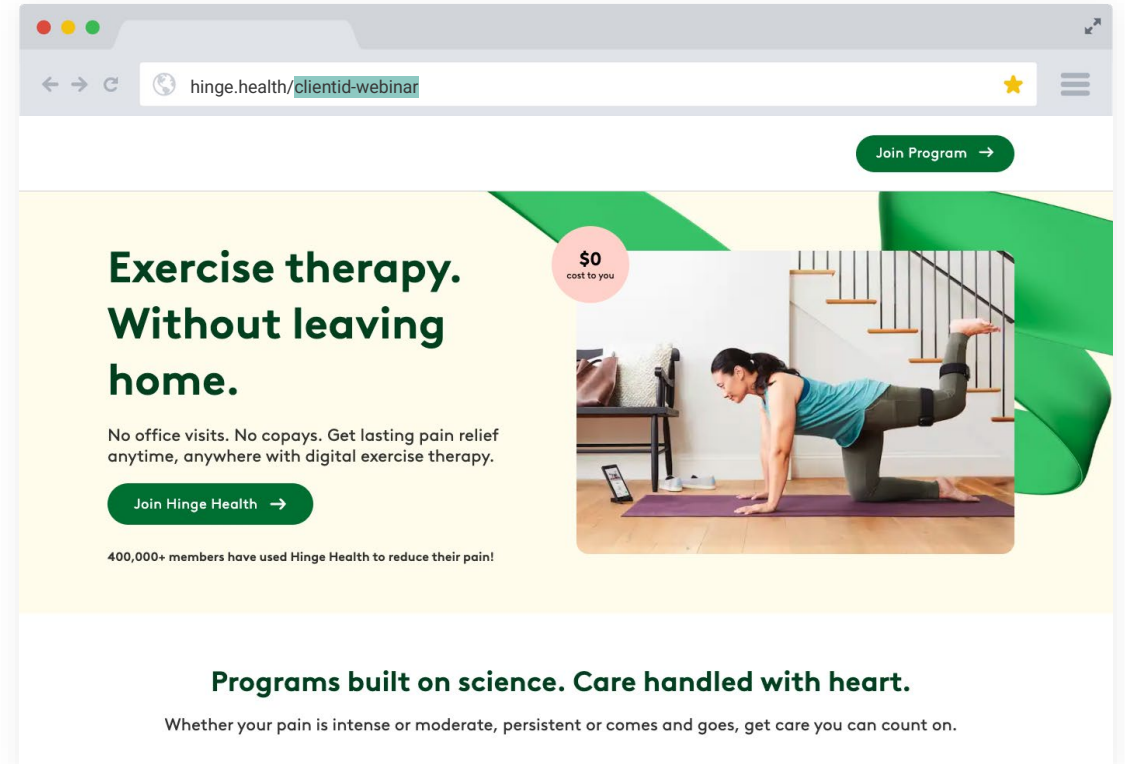 hinge.health/clientid-webinar
Join Program →
Exercise therapy.
Without leaving
home.
$0
cost to you
No office visits. No copays. Get lasting pain relief
anytime, anywhere with digital exercise therapy.
Join Hinge Health →
400,000+ members have used Hinge Health to reduce their pain!
Programs built on science. Care handled with heart.
Whether your pain is intense or moderate, persistent or comes and goes, get care you can count on.